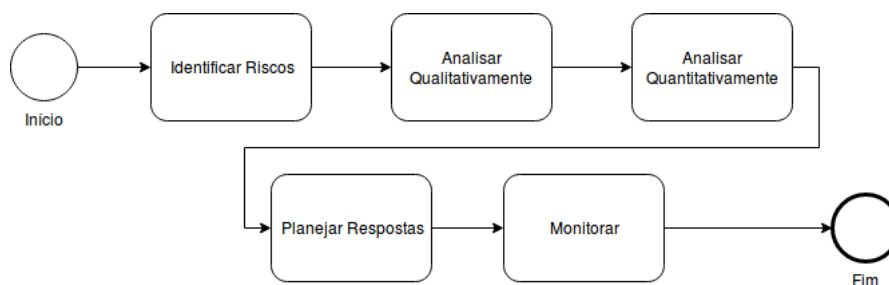 Início
Identificar Riscos
Analisar
Qualitativamente
Analisar
Quantitativamente
Planejar Respostas
Monitorar
Fim